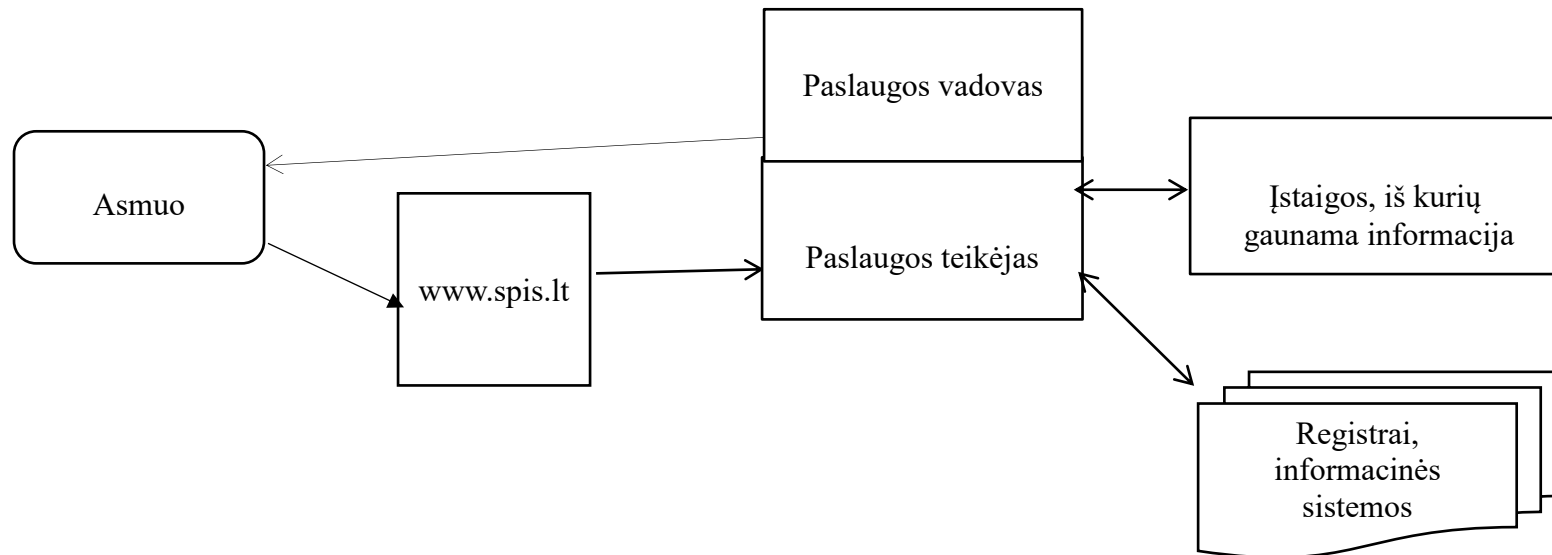 Paslaugos vadovas
Asmuo
www.spis.lt
Paslaugos teikėjas
Įstaigos, iš kurių
gaunama informacija
Registrai,
informacinės
sistemos